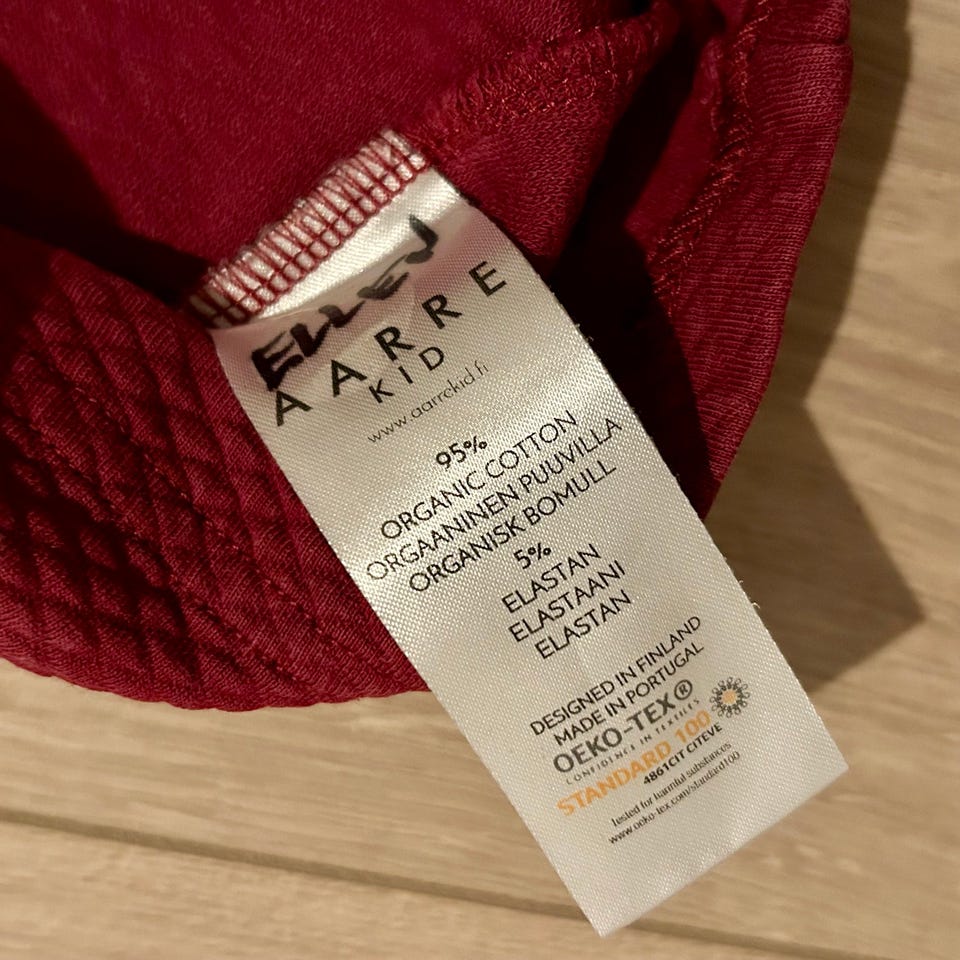 ELLEN
AARRE
KID
www.aarrekid.fi
95%
ORGANIC COTTON
ORGAANINEN PUUVILLA
ORGANISK BOMULL
5%
ELASTAN
ELASTAANI
ELASTAN
DESIGNED IN FINLAND
MADE IN PORTUGAL
OEKO-TEX®
CONFIDENCE IN TEXTILES
STANDARD 100
4861CIT CITEVE
Tested for harmful substances
www.oeko-tex.com/standard100